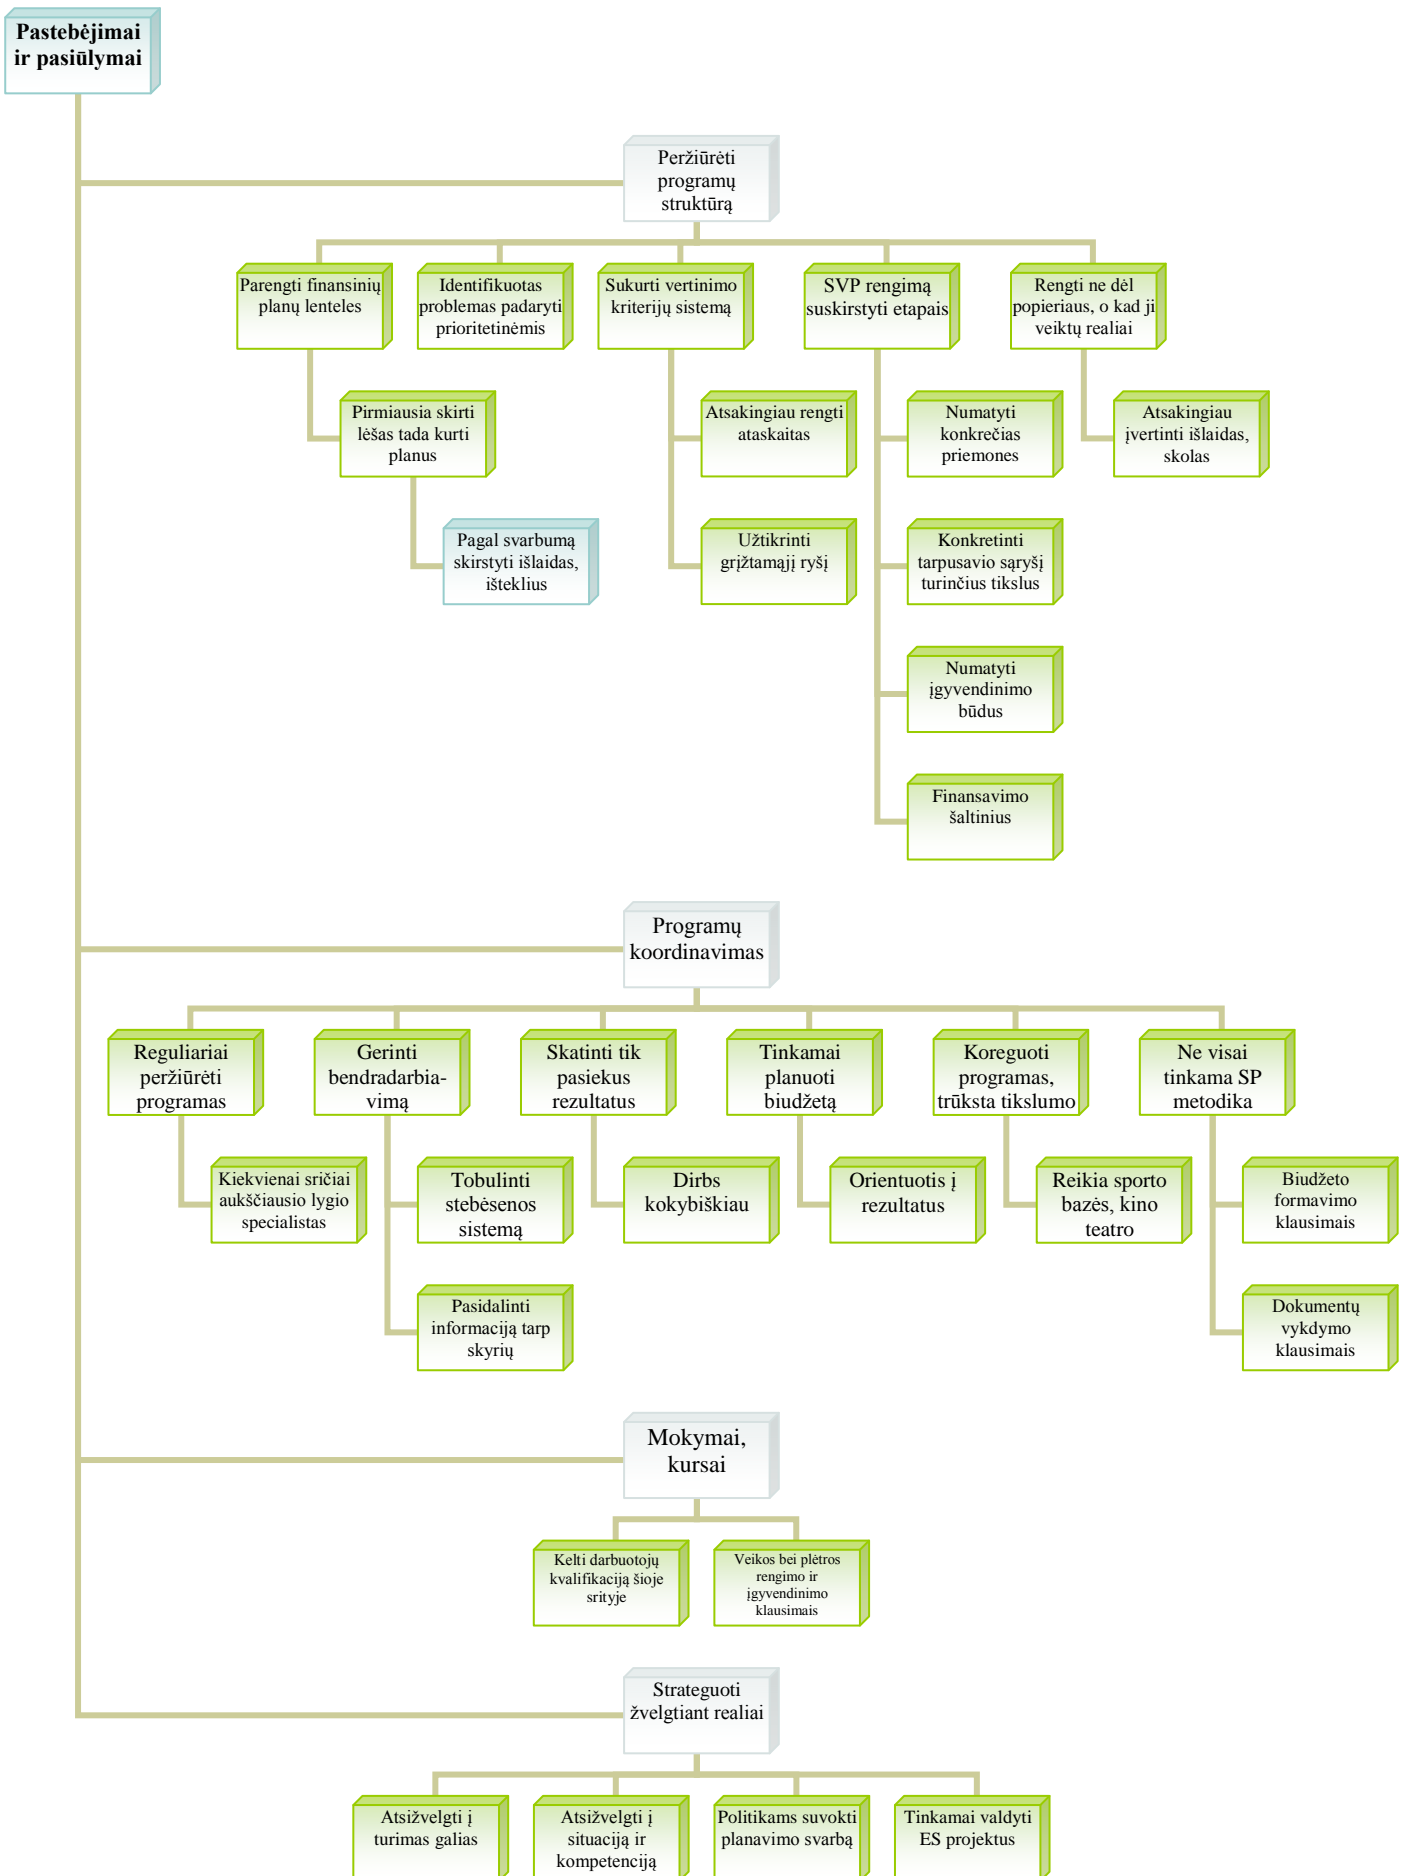 Pastebėjimai
ir pasiūlymai
Peržiūrėti
programų
struktūrą
Parengti finansinių
planų lenteles
Identifikuotas
problemas padaryti
prioritetinėmis
Sukurti vertinimo
kriterijų sistemą
SVP rengimą
suskirstyti etapais
Rengti ne dėl
popieriaus, o kad ji
veiktų realiai
Pirmiausia skirti
lėšas tada kurti
planus
Atsakingiau rengti
ataskaitas
Numatyti
konkrečias
priemones
Atsakingiau
įvertinti išlaidas,
skolas
Pagal svarbumą
skirstyti išlaidas,
išteklius
Užtikrinti
grįžtamąjį ryšį
Konkretinti
tarpusavio sąryšį
turinčius tikslus
Numatyti
įgyvendinimo
būdus
Finansavimo
šaltinius
Programų
koordinavimas
Reguliariai
peržiūrėti
programas
Gerinti
bendradarbia-
vimą
Skatinti tik
pasiekus
rezultatus
Tinkamai
planuoti
biudžetą
Koreguoti
programas,
trūksta tikslumo
Ne visai
tinkama SP
metodika
Kiekvienai sričiai
aukščiausio lygio
specialistas
Tobulinti
stebėsenos
sistemą
Dirbs
kokybiškiau
Orientuotis į
rezultatus
Reikia sporto
bazės, kino
teatro
Biudžeto
formavimo
klausimais
Pasidalinti
informaciją tarp
skyrių
Dokumentų
vykdymo
klausimais
Mokymai,
kursai
Kelti darbuotojų
kvalifikaciją šioje
srityje
Veikos bei plėtros
rengimo ir
įgyvendinimo
klausimais
Strateguoti
žvelgtiant realiai
Atsižvelgti į
turimas galias
Atsižvelgti į
situaciją ir
kompetenciją
Politikams suvokti
planavimo svarbą
Tinkamai valdyti
ES projektus